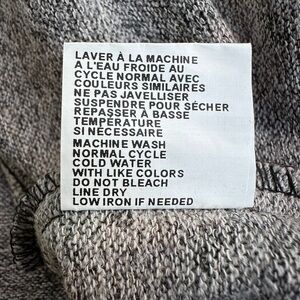 LAVER À LA MACHINE
A L'EAU FROIDE AU
CYCLE NORMAL AVEC
COULEURS SIMILAIRES
NE PAS JAVELLISER
SUSPENDRE POUR SÉCHER
REPASSER À BASSE
TEMPÉRATURE
SI NÉCESSAIRE
MACHINE WASH
NORMAL CYCLE
COLD WATER
WITH LIKE COLORS
DO NOT BLEACH
LINE DRY
LOW IRON IF NEEDED